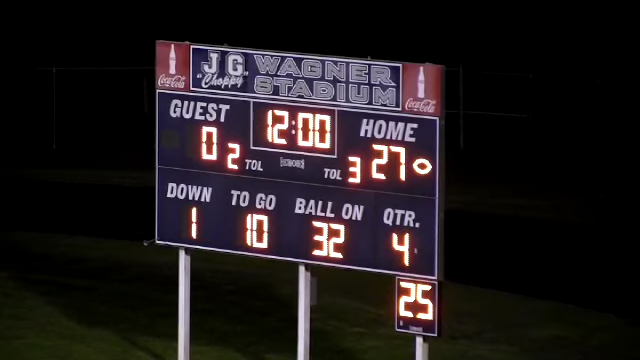 Coca-Cola
J G
"Choppy"
WAGNER
STADIUM
Coca-Cola
GUEST
12:00
HOME
0
2 TOL
TOL 3
27
DOWN
TO GO
BALL ON
QTR.
1
10
32
4
25